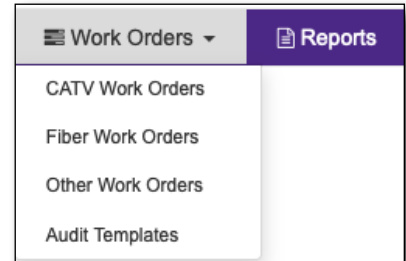 Work Orders
Reports
CATV Work Orders
Fiber Work Orders
Other Work Orders
Audit Templates